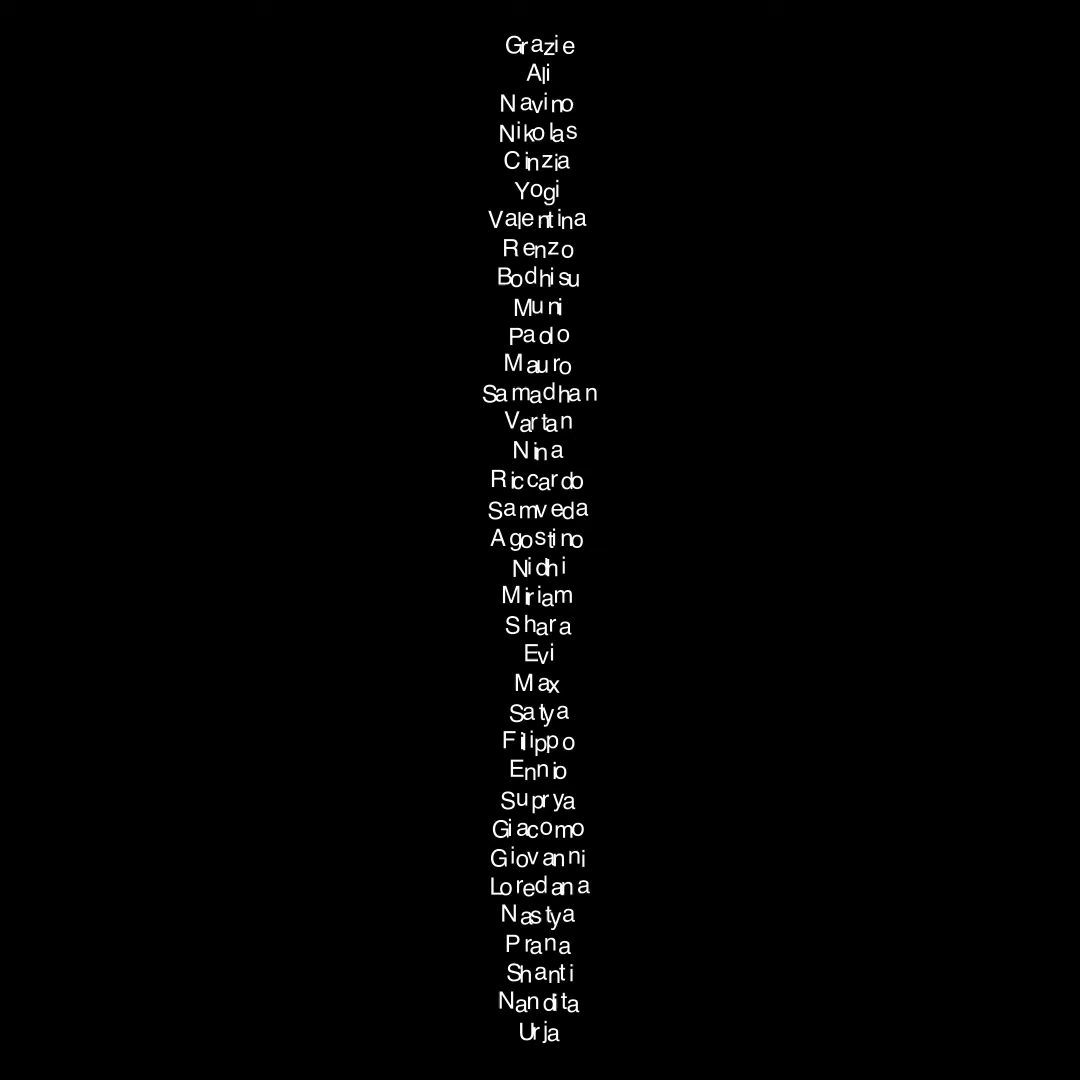 Grazie
Ali
Navino
Nikolas
Cinzia
Yogi
Valentina
Renzo
Bodhisu
Muni
Paolo
Mauro
Samadhan
Vartan
Nina
Riccardo
Samveda
Agostino
Nidhi
Miriam
Shara
Evi
Max
Satya
Filippo
Ennio
Suprya
Giacomo
Giovanni
Loredana
Nastya
Prana
Shanti
Nandita
Urja